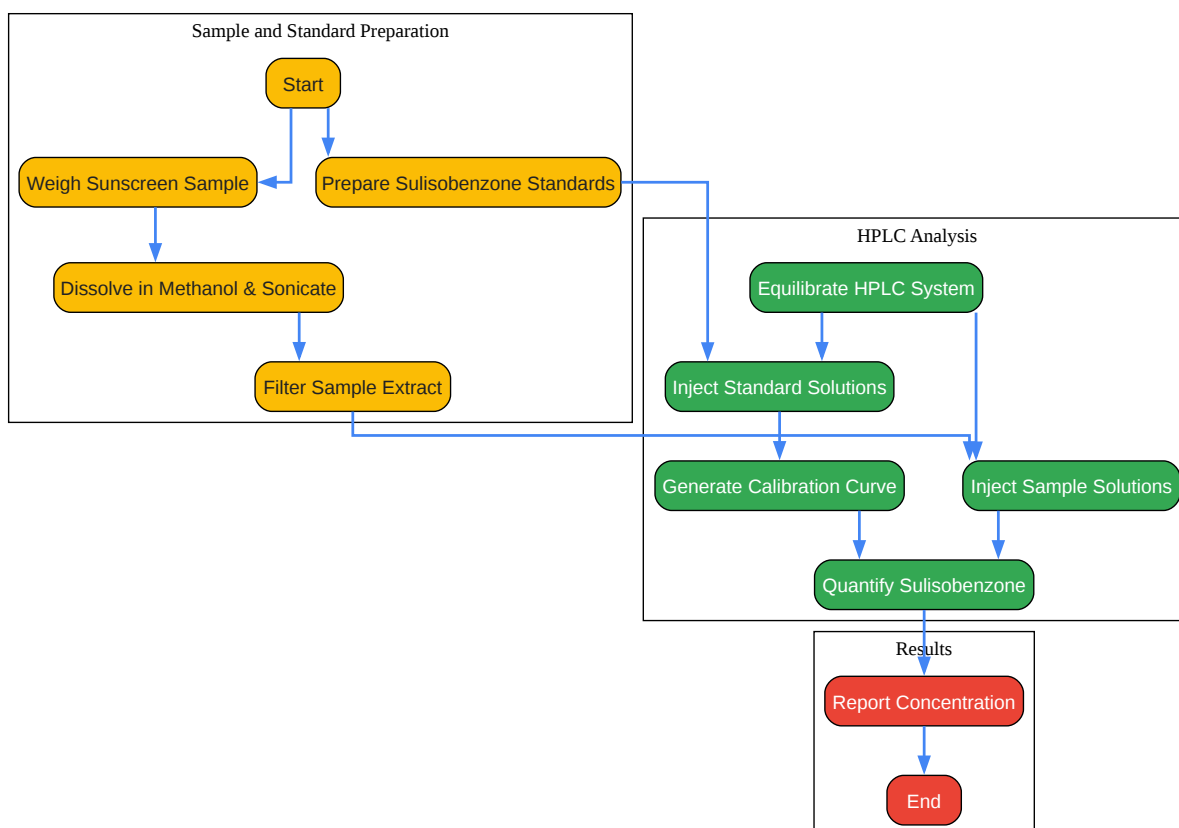 Sample and Standard Preparation
Start
Weigh Sunscreen Sample
Prepare Sulisobenzone Standards
Dissolve in Methanol & Sonicate
Filter Sample Extract
HPLC Analysis
Equilibrate HPLC System
Inject Standard Solutions
Generate Calibration Curve
Inject Sample Solutions
Quantify Sulisobenzone
Results
Report Concentration
End